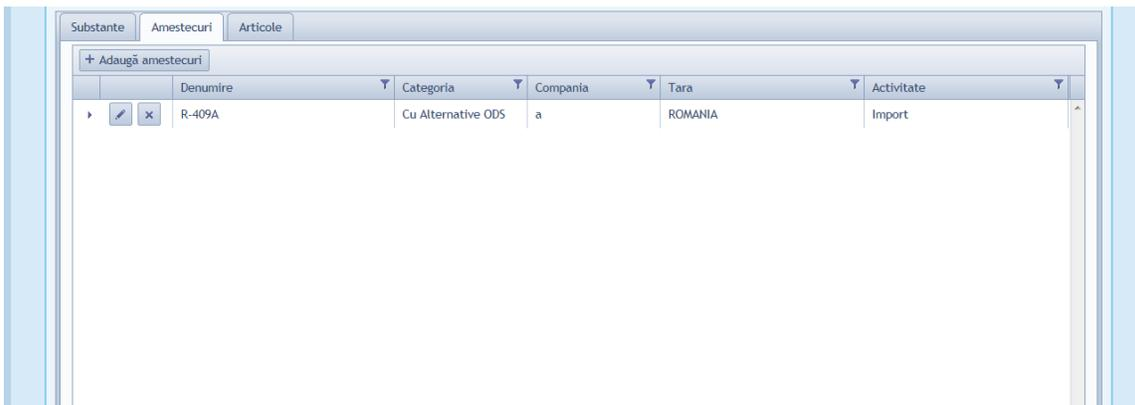 Substante Amestecuri Articole
+ Adaugă amestecuri
Denumire Categoria Compania Tara Activitate
R-409A Cu Alternative ODS a ROMANIA Import